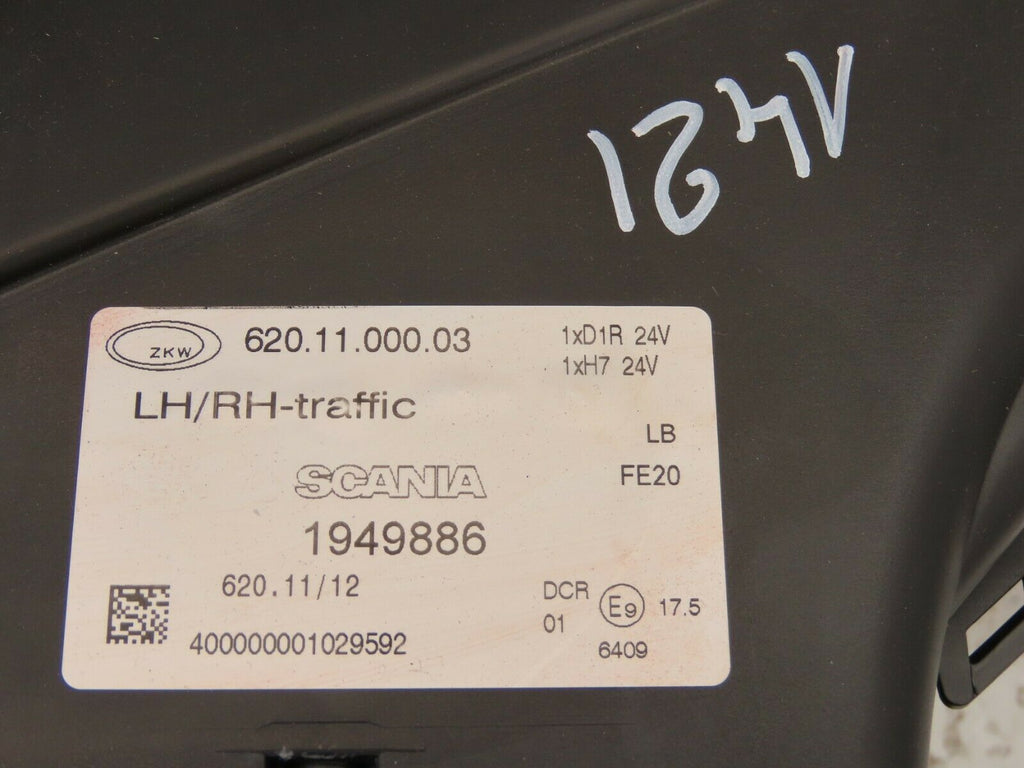 124V
ZKW 620.11.000.03 1xD1R 24V
1xH7 24V
LH/RH-traffic
LB
SCANIA FE20
1949886
620.11/12 DCR E9 17.5
01
400000001029592 6409